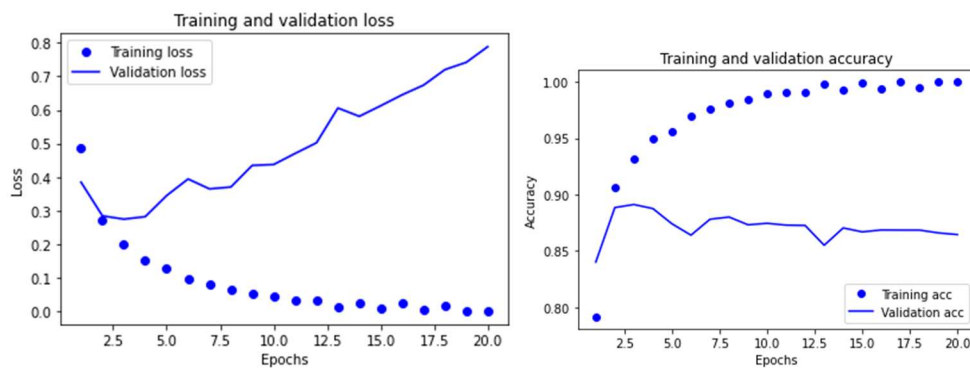 Training and validation loss
0.8
0.7
0.6
0.5
0.4
0.3
0.2
0.1
0.0
Loss
Training loss
Validation loss
2.5 5.0 7.5 10.0 12.5 15.0 17.5 20.0
Epochs
Training and validation accuracy
1.00
0.95
0.90
0.85
0.80
Accuracy
Training acc
Validation acc
2.5 5.0 7.5 10.0 12.5 15.0 17.5 20.0
Epochs